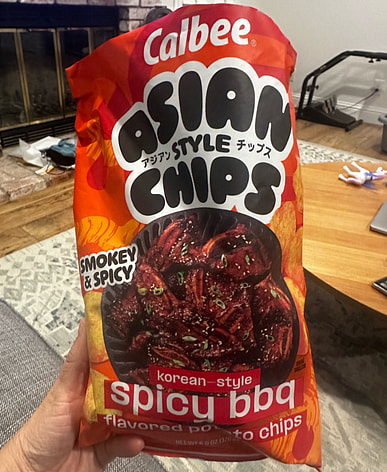 Calbee®
ASIAN
アジアン STYLE チップス
CHIPS
SMOKEY
& SPICY
korean-style
spicy bbq
flavored potato chips